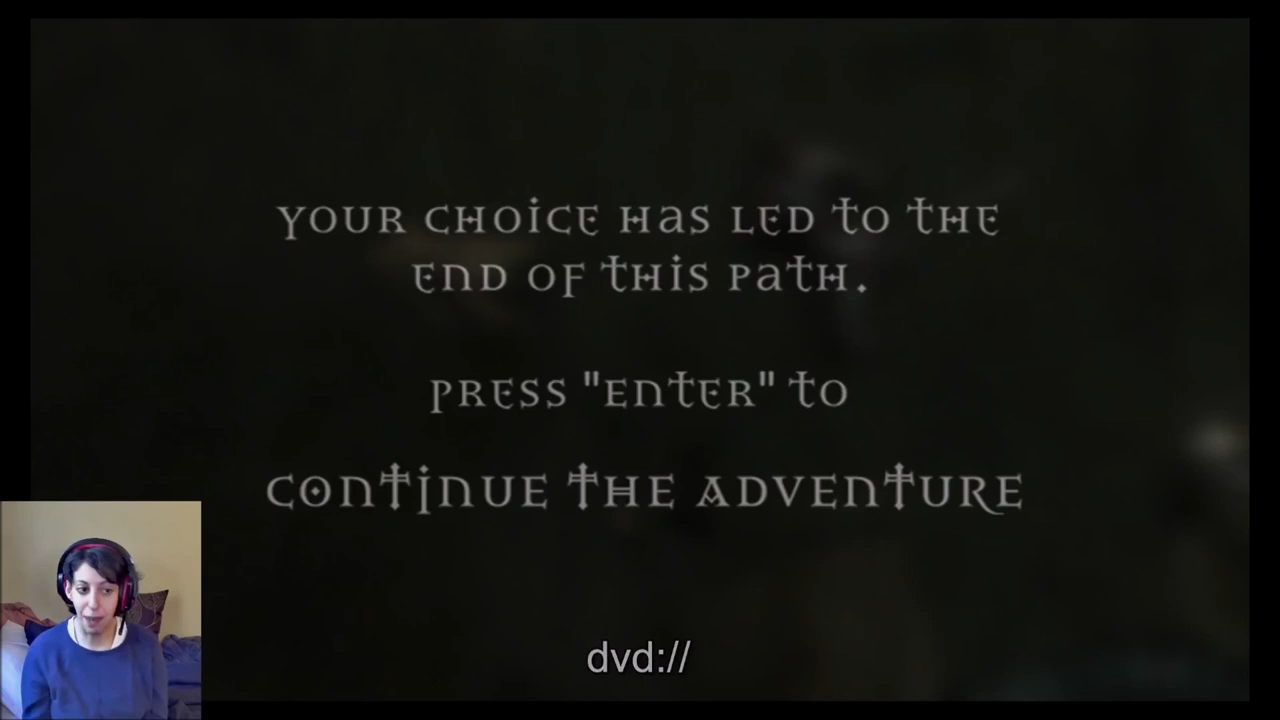 YOUR CHOICE HAS LED TO THE
END OF THIS PATH.
PRESS "ENTER" TO
CONTINUE THE ADVENTURE
dvd://